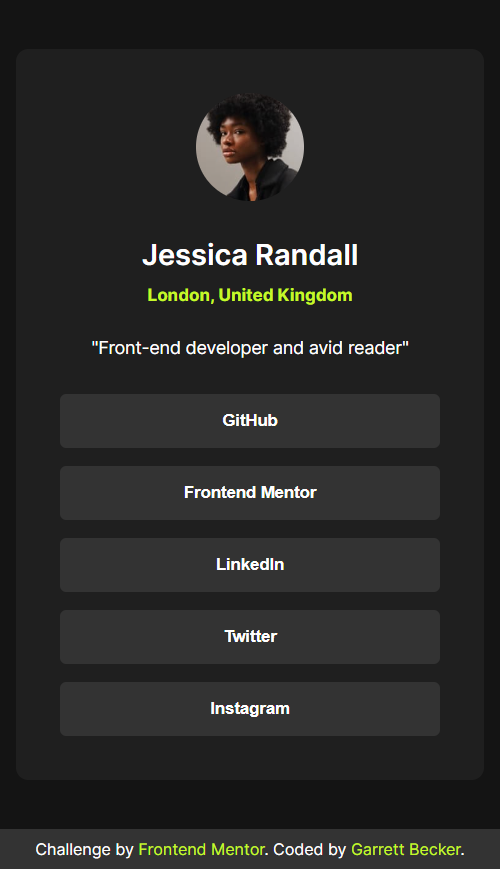 Jessica Randall
London, United Kingdom
"Front-end developer and avid reader"
GitHub
Frontend Mentor
LinkedIn
Twitter
Instagram
Challenge by Frontend Mentor. Coded by Garrett Becker.